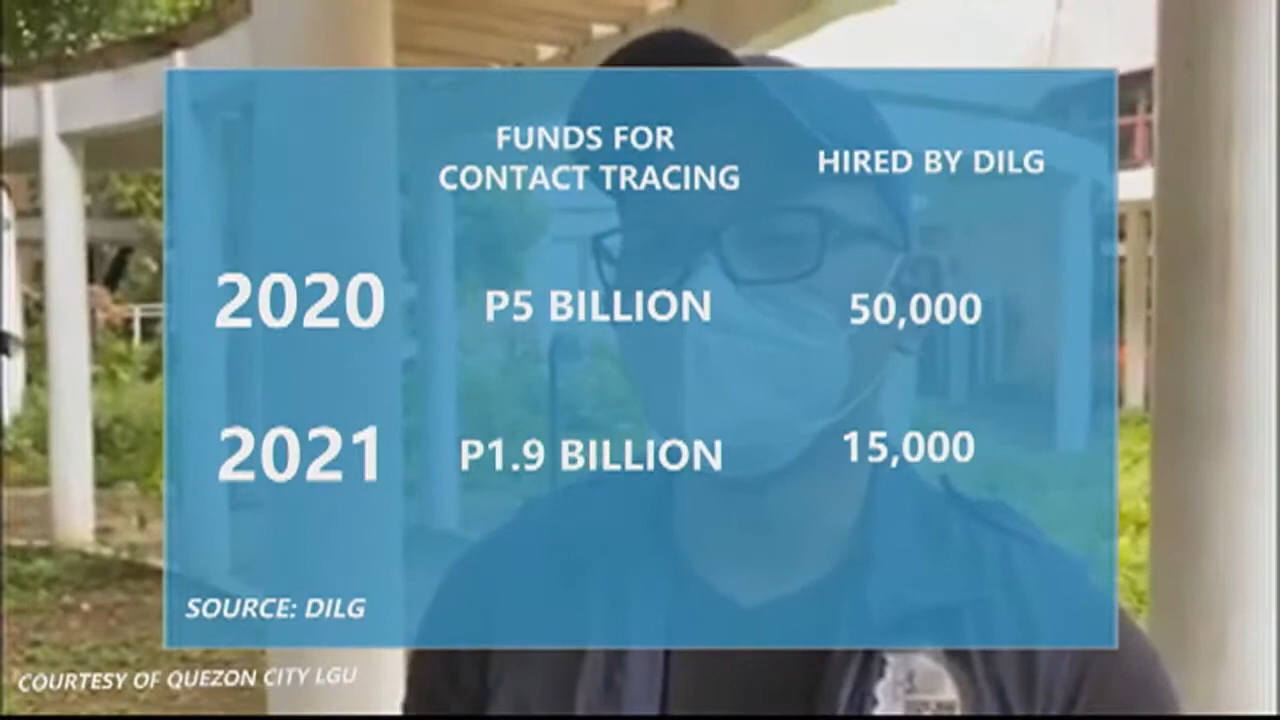 FUNDS FOR
CONTACT TRACING
HIRED BY DILG
2020 P5 BILLION 50,000
2021 P1.9 BILLION 15,000
SOURCE: DILG
COURTESY OF QUEZON CITY LGU